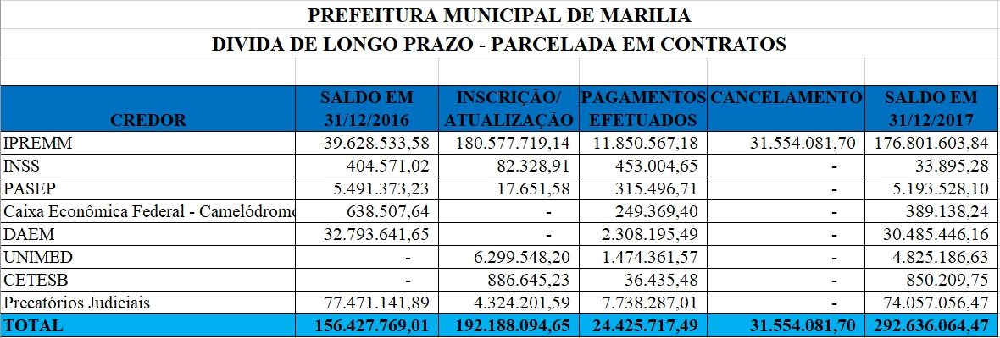 PREFEITURA MUNICIPAL DE MARILIA
DIVIDA DE LONGO PRAZO - PARCELADA EM CONTRATOS
CREDOR SALDO EM 31/12/2016 INSCRIÇÃO/ ATUALIZAÇÃO PAGAMENTOS EFETUADOS CANCELAMENTO SALDO EM 31/12/2017
IPREMM 39.628.533,58 180.577.719,14 11.850.567,18 31.554.081,70 176.801.603,84
INSS 404.571,02 82.328,91 453.004,65 - 33.895,28
PASEP 5.491.373,23 17.651,58 315.496,71 - 5.193.528,10
Caixa Econômica Federal - Camelódromo 638.507,64 - 249.369,40 - 389.138,24
DAEM 32.793.641,65 - 2.308.195,49 - 30.485.446,16
UNIMED - 6.299.548,20 1.474.361,57 - 4.825.186,63
CETESB - 886.645,23 36.435,48 - 850.209,75
Precatórios Judiciais 77.471.141,89 4.324.201,59 7.738.287,01 - 74.057.056,47
TOTAL 156.427.769,01 192.188.094,65 24.425.717,49 31.554.081,70 292.636.064,47